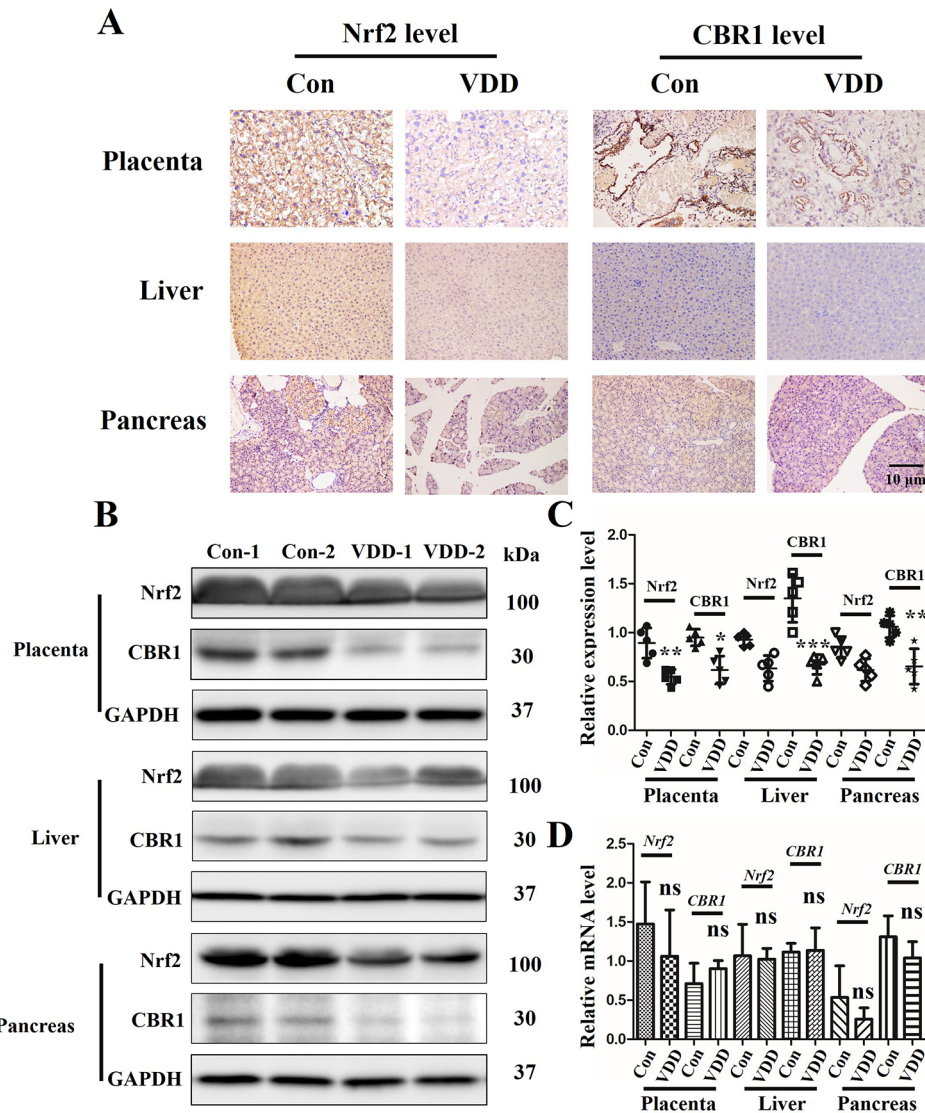 A
Nrf2 level
CBR1 level
Con
VDD
Con
VDD
Placenta
Liver
Pancreas
10 μm
B
Con-1
Con-2
VDD-1
VDD-2
kDa
Placenta
Nrf2
100
CBR1
30
GAPDH
37
Liver
Nrf2
100
CBR1
30
GAPDH
37
Pancreas
Nrf2
100
CBR1
30
GAPDH
37
C
Relative expression level
2.0
1.5
1.0
0.5
0.0
Nrf2
**
CBR1
*
Nrf2
CBR1
***
Nrf2
CBR1
**
Con
VDD
Con
VDD
Con
VDD
Con
VDD
Con
VDD
Con
VDD
Placenta
Liver
Pancreas
D
Relative mRNA level
2.5
2.0
1.5
1.0
0.5
0.0
Nrf2
ns
CBR1
ns
Nrf2
ns
CBR1
ns
Nrf2
ns
CBR1
ns
Con
VDD
Con
VDD
Con
VDD
Con
VDD
Con
VDD
Con
VDD
Placenta
Liver
Pancreas